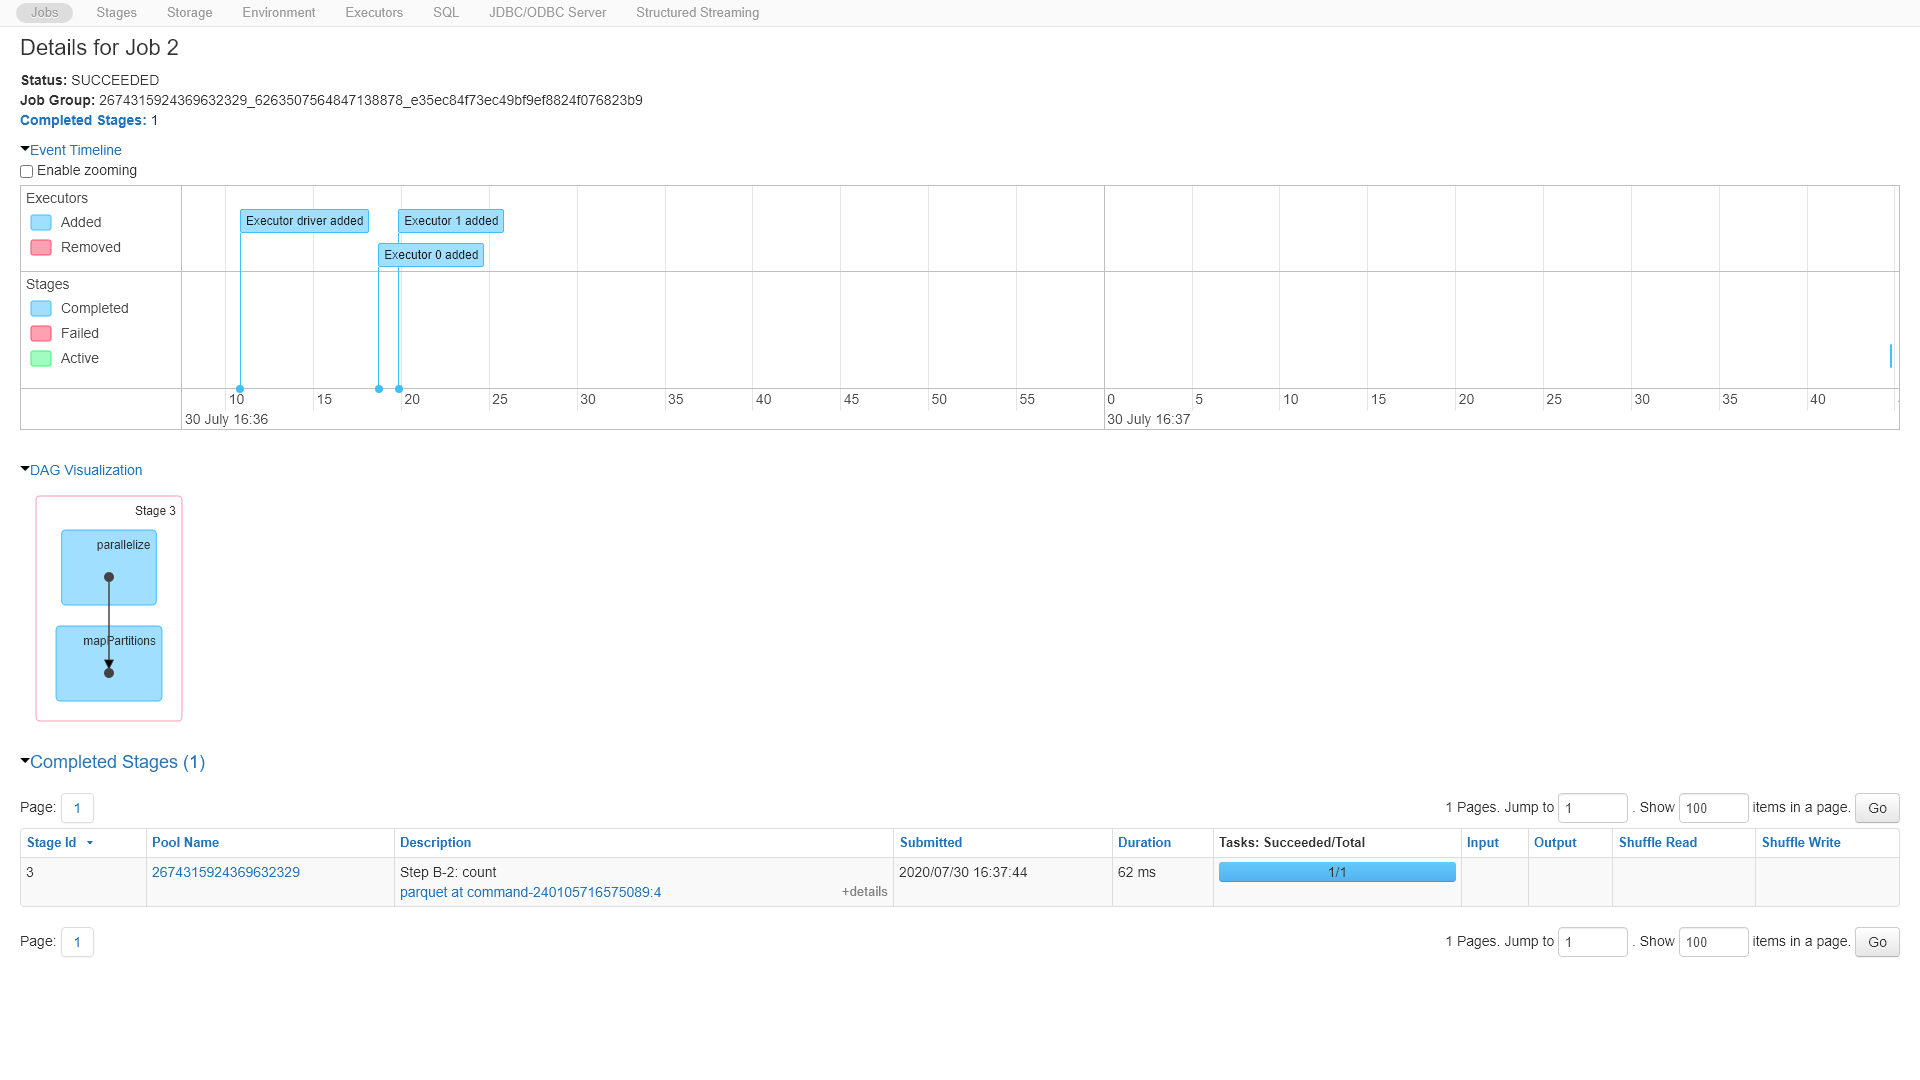 Jobs Stages Storage Environment Executors SQL JDBC/ODBC Server Structured Streaming
Details for Job 2
Status: SUCCEEDED
Job Group: 2674315924369632329_6263507564847138878_e35ec84f73ec49bf9ef8824f076823b9
Completed Stages: 1
Event Timeline
Enable zooming
Executors
Added
Removed
Executor driver added
Executor 1 added
Executor 0 added
Stages
Completed
Failed
Active
10 15 20 25 30 35 40 45 50 55 0 5 10 15 20 25 30 35 40
30 July 16:36 30 July 16:37
DAG Visualization
Stage 3
parallelize
mapPartitions
Completed Stages (1)
Page: 1 1 Pages. Jump to 1 . Show 100 items in a page. Go
Stage Id Pool Name Description Submitted Duration Tasks: Succeeded/Total Input Output Shuffle Read Shuffle Write
3 2674315924369632329 Step B-2: count 2020/07/30 16:37:44 62 ms 1/1
parquet at command-240105716575089:4 +details
Page: 1 1 Pages. Jump to 1 . Show 100 items in a page. Go